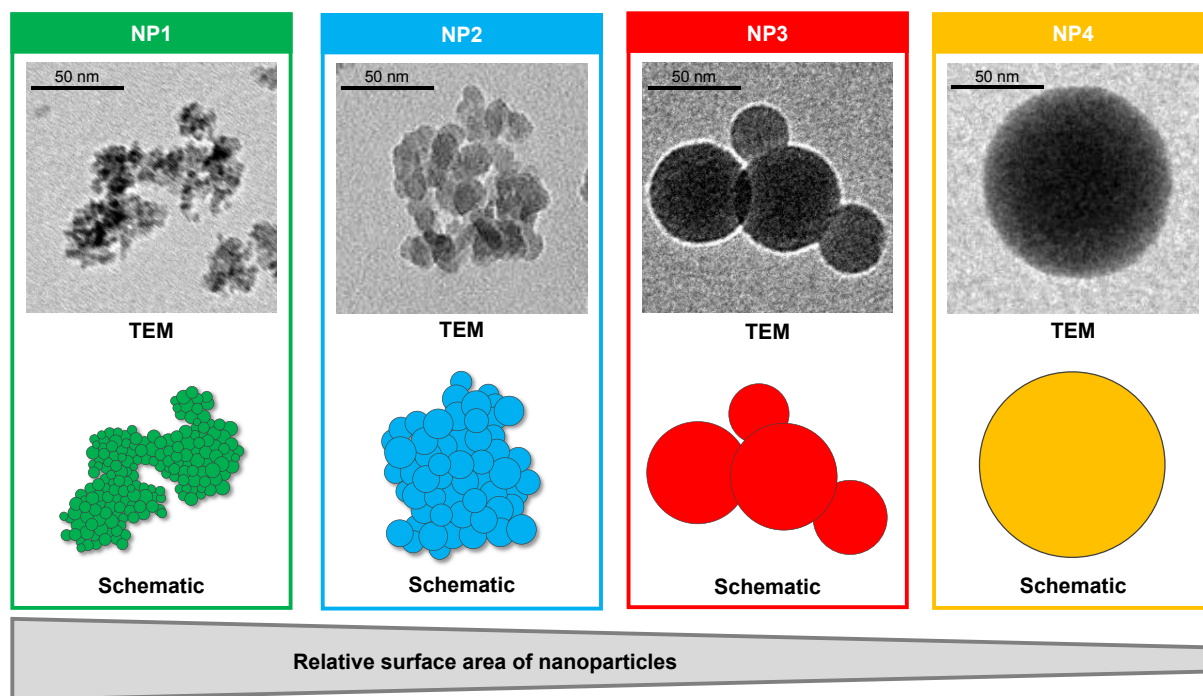 NP1
NP2
NP3
NP4
50 nm
50 nm
50 nm
50 nm
TEM
TEM
TEM
TEM
Schematic
Schematic
Schematic
Schematic
Relative surface area of nanoparticles